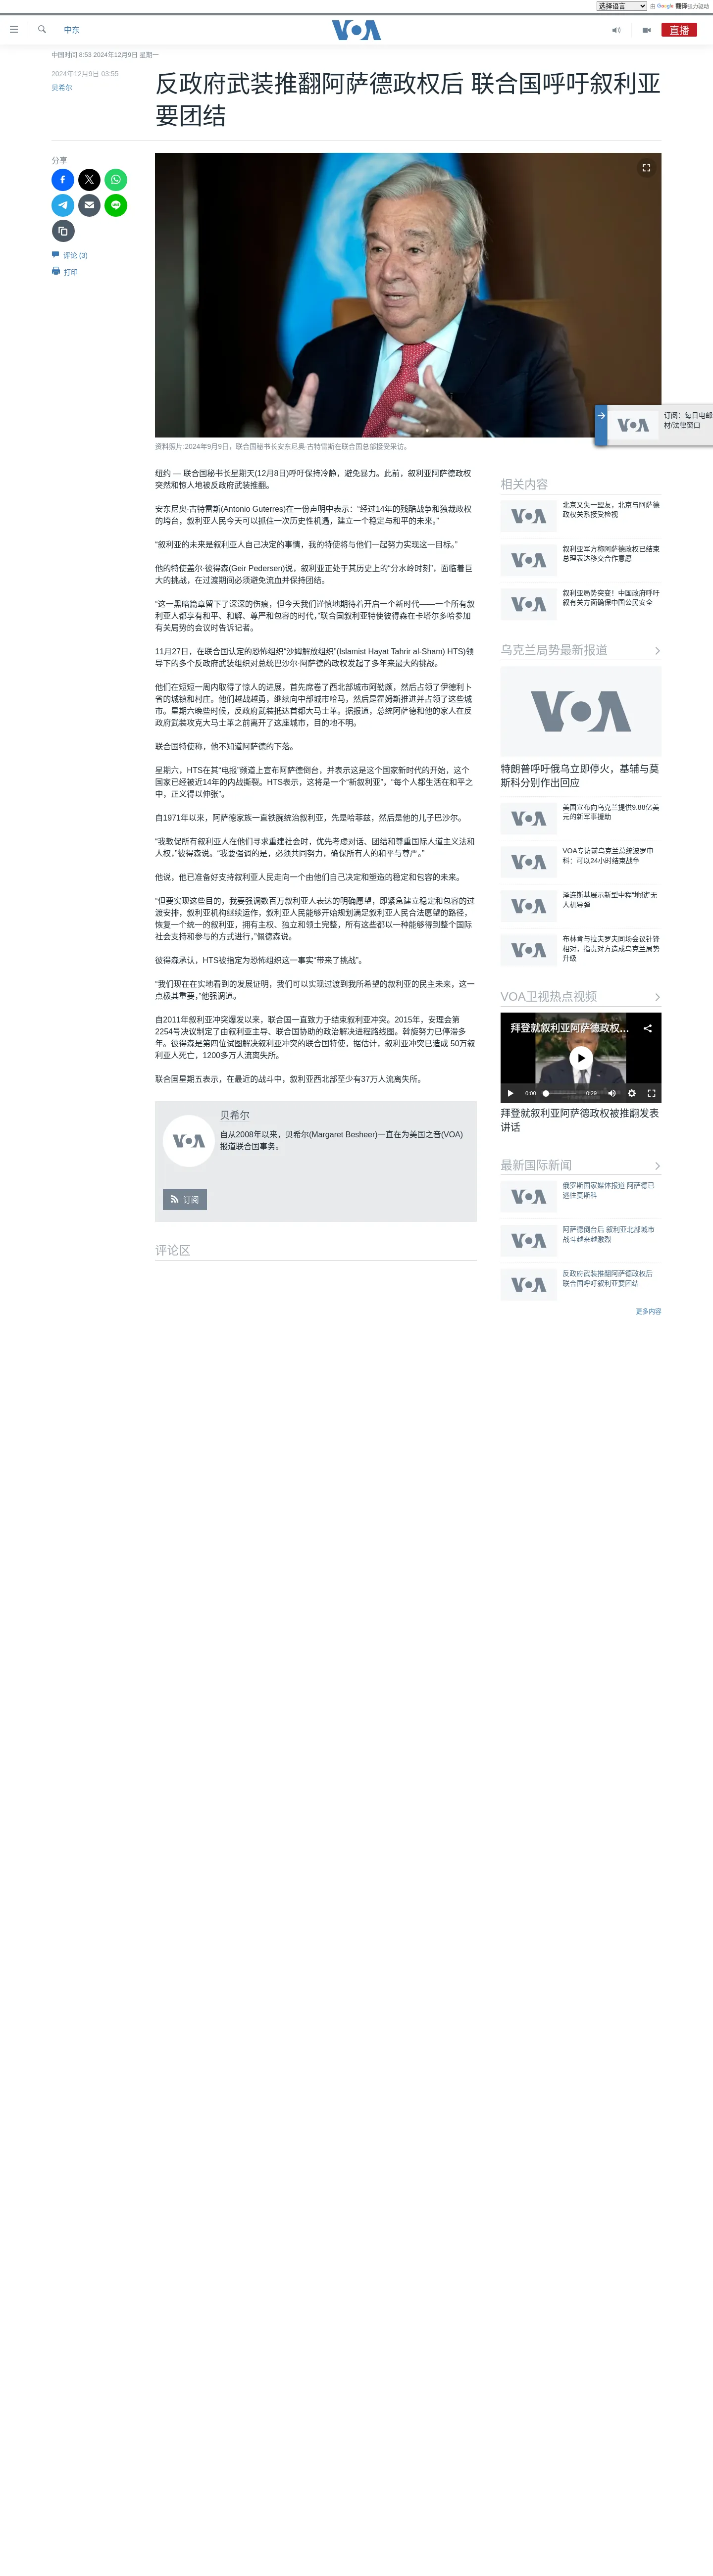 选择语言
由 Google 翻译强力驱动
中东
VOA
直播
中国时间 8:53 2024年12月9日 星期一
2024年12月9日 03:55
贝希尔
反政府武装推翻阿萨德政权后 联合国呼吁叙利亚
要团结
分享
评论 (3)
打印
订阅：每日电邮
材/法律窗口
VOA
资料照片:2024年9月9日，联合国秘书长安东尼奥·古特雷斯在联合国总部接受采访。
纽约 — 联合国秘书长星期天(12月8日)呼吁保持冷静，避免暴力。此前，叙利亚阿萨德政权
突然和惊人地被反政府武装推翻。
安东尼奥·古特雷斯(Antonio Guterres)在一份声明中表示：“经过14年的残酷战争和独裁政权
的垮台，叙利亚人民今天可以抓住一次历史性机遇，建立一个稳定与和平的未来。”
“叙利亚的未来是叙利亚人自己决定的事情，我的特使将与他们一起努力实现这一目标。”
他的特使盖尔·彼得森(Geir Pedersen)说，叙利亚正处于其历史上的“分水岭时刻”，面临着巨
大的挑战，在过渡期间必须避免流血并保持团结。
“这一黑暗篇章留下了深深的伤痕，但今天我们谨慎地期待着开启一个新时代——一个所有叙
利亚人都享有和平、和解、尊严和包容的时代，”联合国叙利亚特使彼得森在卡塔尔多哈参加
有关局势的会议时告诉记者。
11月27日，在联合国认定的恐怖组织“沙姆解放组织”(Islamist Hayat Tahrir al-Sham) HTS)领
导下的多个反政府武装组织对总统巴沙尔·阿萨德的政权发起了多年来最大的挑战。
他们在短短一周内取得了惊人的进展，首先席卷了西北部城市阿勒颇，然后占领了伊德利卜
省的城镇和村庄。他们越战越勇，继续向中部城市哈马，然后是霍姆斯推进并占领了这些城
市。星期六晚些时候，反政府武装抵达首都大马士革。据报道，总统阿萨德和他的家人在反
政府武装攻克大马士革之前离开了这座城市，目的地不明。
联合国特使称，他不知道阿萨德的下落。
星期六，HTS在其“电报”频道上宣布阿萨德倒台，并表示这是这个国家新时代的开始，这个
国家已经被近14年的内战撕裂。HTS表示，这将是一个“新叙利亚”，“每个人都生活在和平之
中，正义得以伸张”。
自1971年以来，阿萨德家族一直铁腕统治叙利亚，先是哈菲兹，然后是他的儿子巴沙尔。
“我敦促所有叙利亚人在他们寻求重建社会时，优先考虑对话、团结和尊重国际人道主义法和
人权，”彼得森说。“我要强调的是，必须共同努力，确保所有人的和平与尊严。”
他说，他已准备好支持叙利亚人民走向一个由他们自己决定和塑造的稳定和包容的未来。
“但要实现这些目的，我要强调数百万叙利亚人表达的明确愿望，即紧急建立稳定和包容的过
渡安排，叙利亚机构继续运作，叙利亚人民能够开始规划满足叙利亚人民合法愿望的路径，
恢复一个统一的叙利亚，拥有主权、独立和领土完整，所有这些都以一种能够得到整个国际
社会支持和参与的方式进行，”佩德森说。
彼得森承认，HTS被指定为恐怖组织这一事实“带来了挑战”。
“我们现在在实地看到的发展证明，我们可以实现过渡到我所希望的叙利亚的民主未来，这一
点极其重要，”他强调道。
自2011年叙利亚冲突爆发以来，联合国一直致力于结束叙利亚冲突。2015年，安理会第
2254号决议制定了由叙利亚主导、联合国协助的政治解决进程路线图。斡旋努力已停滞多
年。彼得森是第四位试图解决叙利亚冲突的联合国特使，据估计，叙利亚冲突已造成 50万叙
利亚人死亡，1200多万人流离失所。
联合国星期五表示，在最近的战斗中，叙利亚西北部至少有37万人流离失所。
VOA
贝希尔
自从2008年以来，贝希尔(Margaret Besheer)一直在为美国之音(VOA)
报道联合国事务。
订阅
评论区
相关内容
VOA
北京又失一盟友，北京与阿萨德
政权关系接受检视
VOA
叙利亚军方称阿萨德政权已结束
总理表达移交合作意愿
VOA
叙利亚局势突变！中国政府呼吁
叙有关方面确保中国公民安全
乌克兰局势最新报道
VOA
特朗普呼吁俄乌立即停火，基辅与莫
斯科分别作出回应
VOA
美国宣布向乌克兰提供9.88亿美
元的新军事援助
VOA
VOA专访前乌克兰总统波罗申
科：可以24小时结束战争
VOA
泽连斯基展示新型中程“地狱”无
人机导弹
VOA
布林肯与拉夫罗夫同场会议针锋
相对，指责对方造成乌克兰局势
升级
VOA卫视热点视频
拜登就叙利亚阿萨德政权...
0:00
0:29
拜登就叙利亚阿萨德政权被推翻发表
讲话
最新国际新闻
VOA
俄罗斯国家媒体报道 阿萨德已
逃往莫斯科
VOA
阿萨德倒台后 叙利亚北部城市
战斗越来越激烈
VOA
反政府武装推翻阿萨德政权后
联合国呼吁叙利亚要团结
更多内容